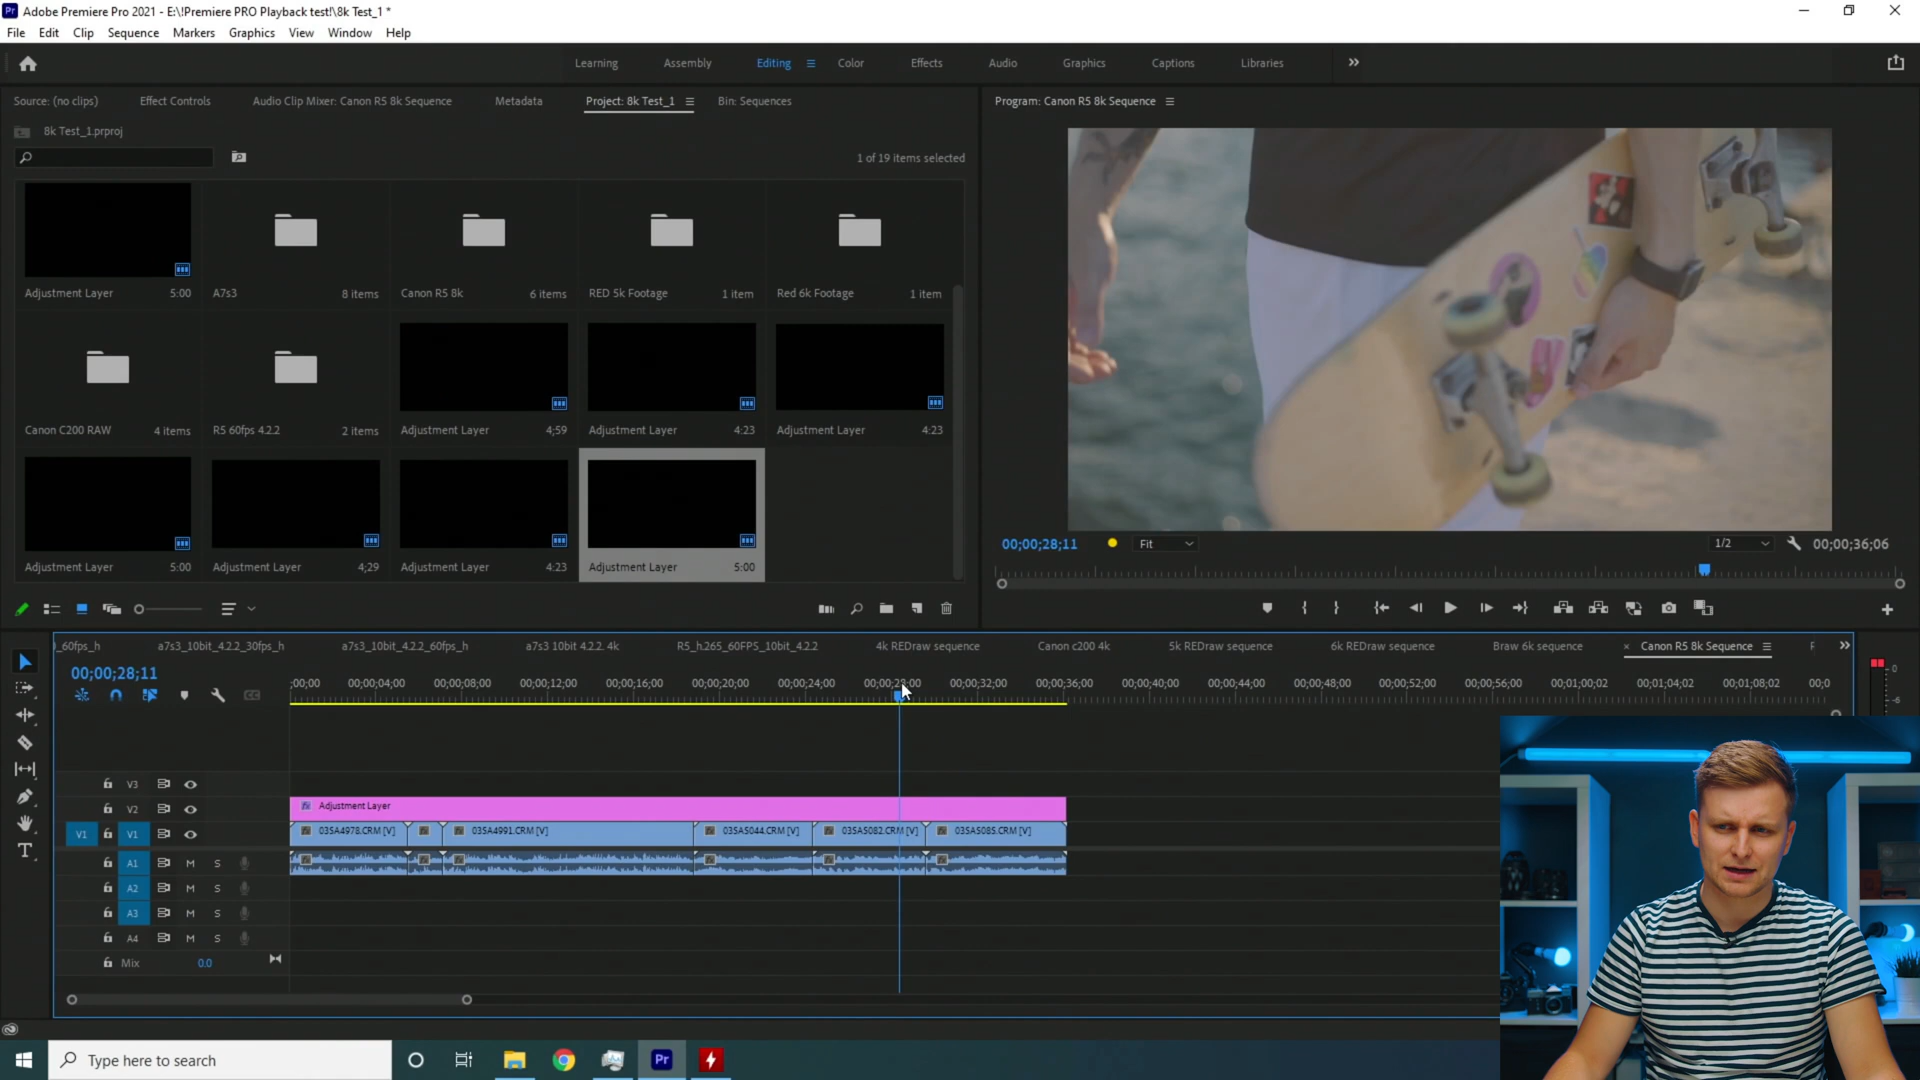 Pr Adobe Premiere Pro 2021 - E:\!Premiere PRO Playback test!\8k Test_1 *
File Edit Clip Sequence Markers Graphics View Window Help
Learning Assembly Editing Color Effects Audio Graphics Captions Libraries
Source: (no clips) Effect Controls Audio Clip Mixer: Canon R5 8k Sequence Metadata Project: 8k Test_1 Bin: Sequences
Program: Canon R5 8k Sequence
8k Test_1.prproj
1 of 19 items selected
Adjustment Layer 5:00 A7s3 8 items Canon R5 8k 6 items RED 5k Footage 1 item Red 6k Footage 1 item
Canon C200 RAW 4 items R5 60fps 4.2.2 2 items Adjustment Layer 4;59 Adjustment Layer 4:23 Adjustment Layer 4:23
Adjustment Layer 5:00 Adjustment Layer 4;29 Adjustment Layer 4:23 Adjustment Layer 5:00
00;00;28;11 Fit 1/2 00;00;36;06
_60fps_h a7s3_10bit_4.2.2_30fps_h a7s3_10bit_4.2.2_60fps_h a7s3 10bit 4.2.2. 4k R5_h.265_60FPS_10bit_4.2.2 4k REDraw sequence Canon c200 4k 5k REDraw sequence 6k REDraw sequence Braw 6k sequence Canon R5 8k Sequence
00;00;28;11
;00;00 00;00;04;00 00;00;08;00 00;00;12;00 00;00;16;00 00;00;20;00 00;00;24;00 00;00;28;00 00;00;32;00 00;00;36;00 00;00;40;00 00;00;44;00 00;00;48;00 00;00;52;00 00;00;56;00 00;01;00;02 00;01;04;02 00;01;08;02 00;0
0
-6
V3
V2 Adjustment Layer
V1 V1 03SA4978.CRM [V] 03SA4991.CRM [V] 03SA5044.CRM [V] 03SA5082.CRM [V] 03SA5085.CRM [V]
A1 M S
A2 M S
A3 M S
A4 M S
Mix 0.0
Type here to search
Pr